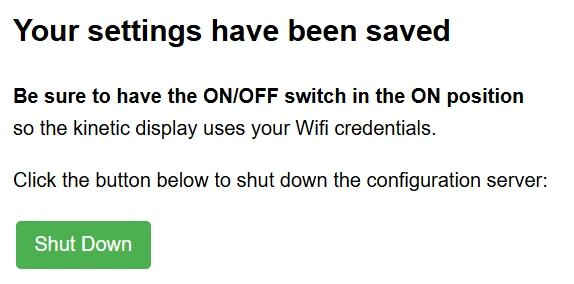 Your settings have been saved
Be sure to have the ON/OFF switch in the ON position
so the kinetic display uses your Wifi credentials.
Click the button below to shut down the configuration server:
Shut Down